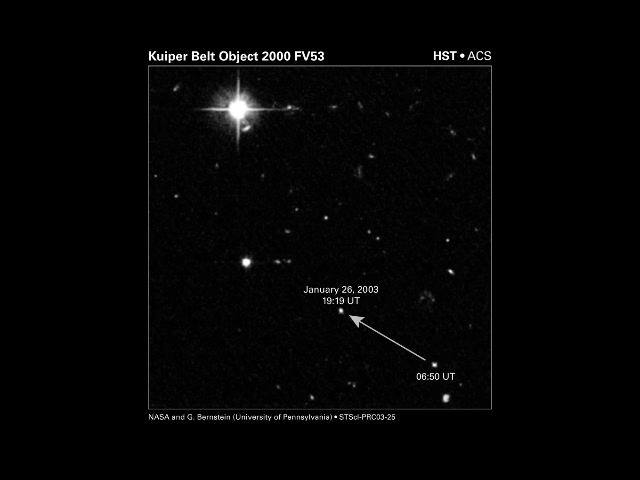 Kuiper Belt Object 2000 FV53
HST • ACS
January 26, 2003
19:19 UT
06:50 UT
NASA and G. Bernstein (University of Pennsylvania) • STScI-PRC03-25